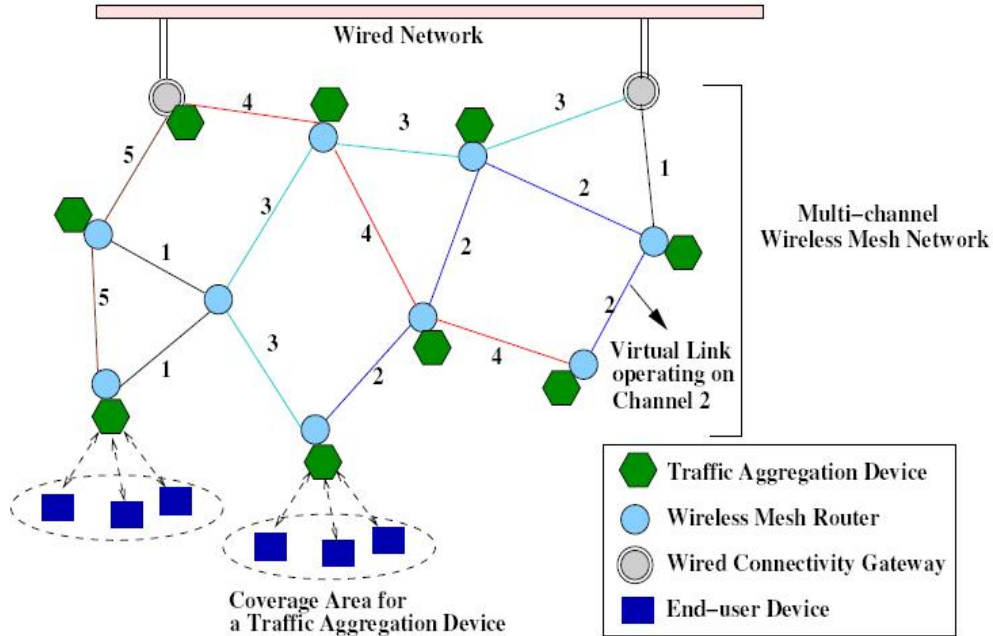 Wired Network
4
3
3
5
3
1
2
1
4
2
5
3
1
2
2
4
Multi−channel
Wireless Mesh Network
Virtual Link
operating on
Channel 2
Traffic Aggregation Device
Wireless Mesh Router
Wired Connectivity Gateway
End−user Device
Coverage Area for
a Traffic Aggregation Device